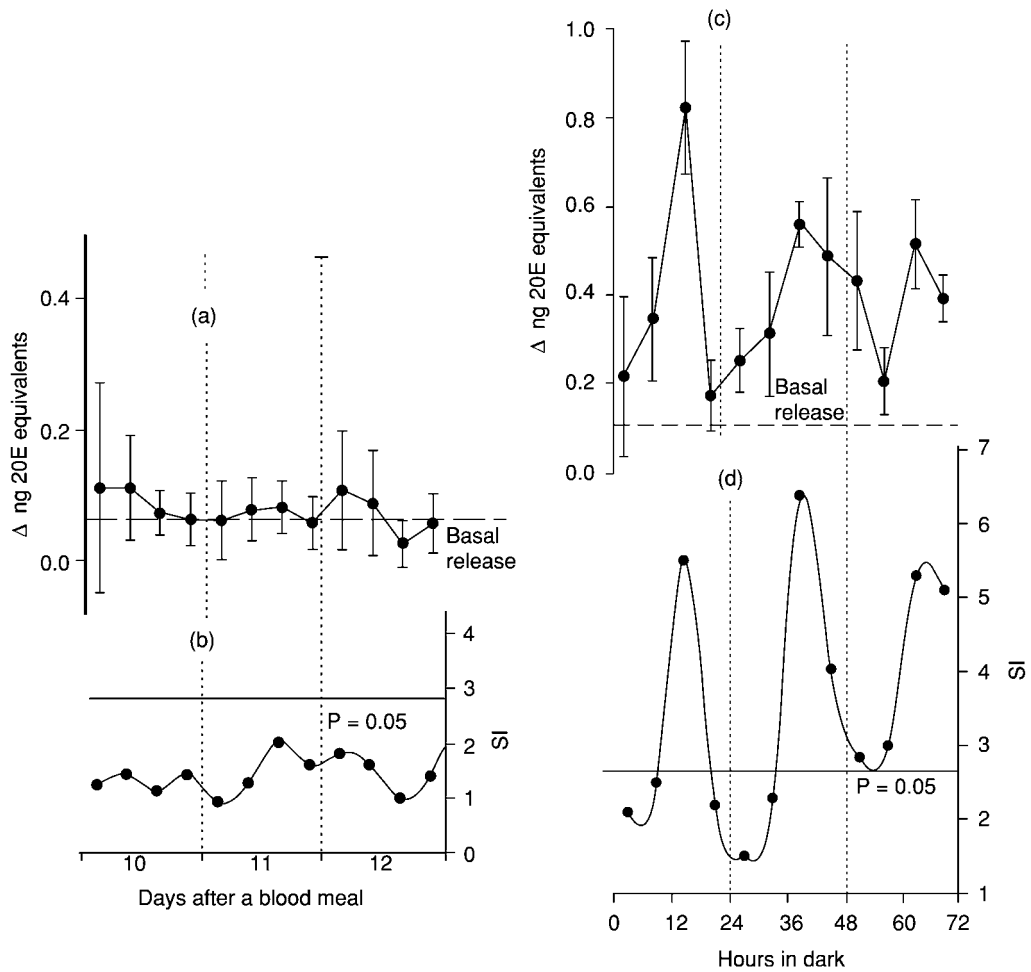 (c)
1.0
0.8
0.6
0.4
0.2
0.0
Δ ng 20E equivalents
Basal
release
(a)
0.4
0.2
0.0
Δ ng 20E equivalents
Basal
release
(b)
4
3
2
1
0
SI
P = 0.05
10 11 12
Days after a blood meal
(d)
7
6
5
4
3
2
1
SI
P = 0.05
0 12 24 36 48 60 72
Hours in dark